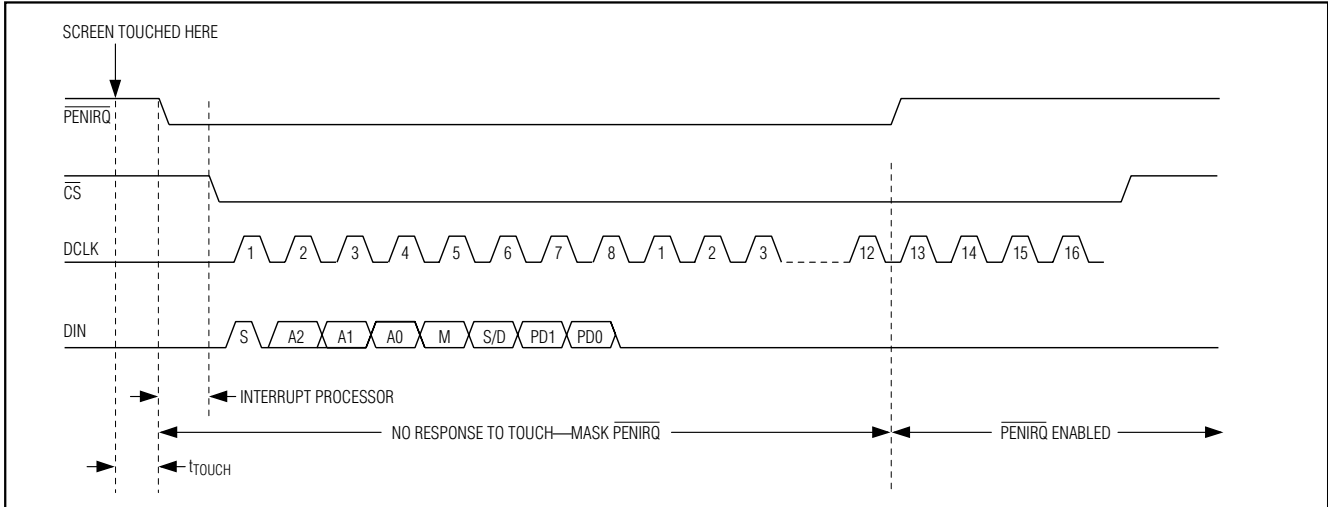 SCREEN TOUCHED HERE
PENIRQ
CS
DCLK 1 2 3 4 5 6 7 8 1 2 3 12 13 14 15 16
DIN S A2 A1 A0 M S/D PD1 PD0
INTERRUPT PROCESSOR
NO RESPONSE TO TOUCH—MASK PENIRQ PENIRQ ENABLED
tTOUCH